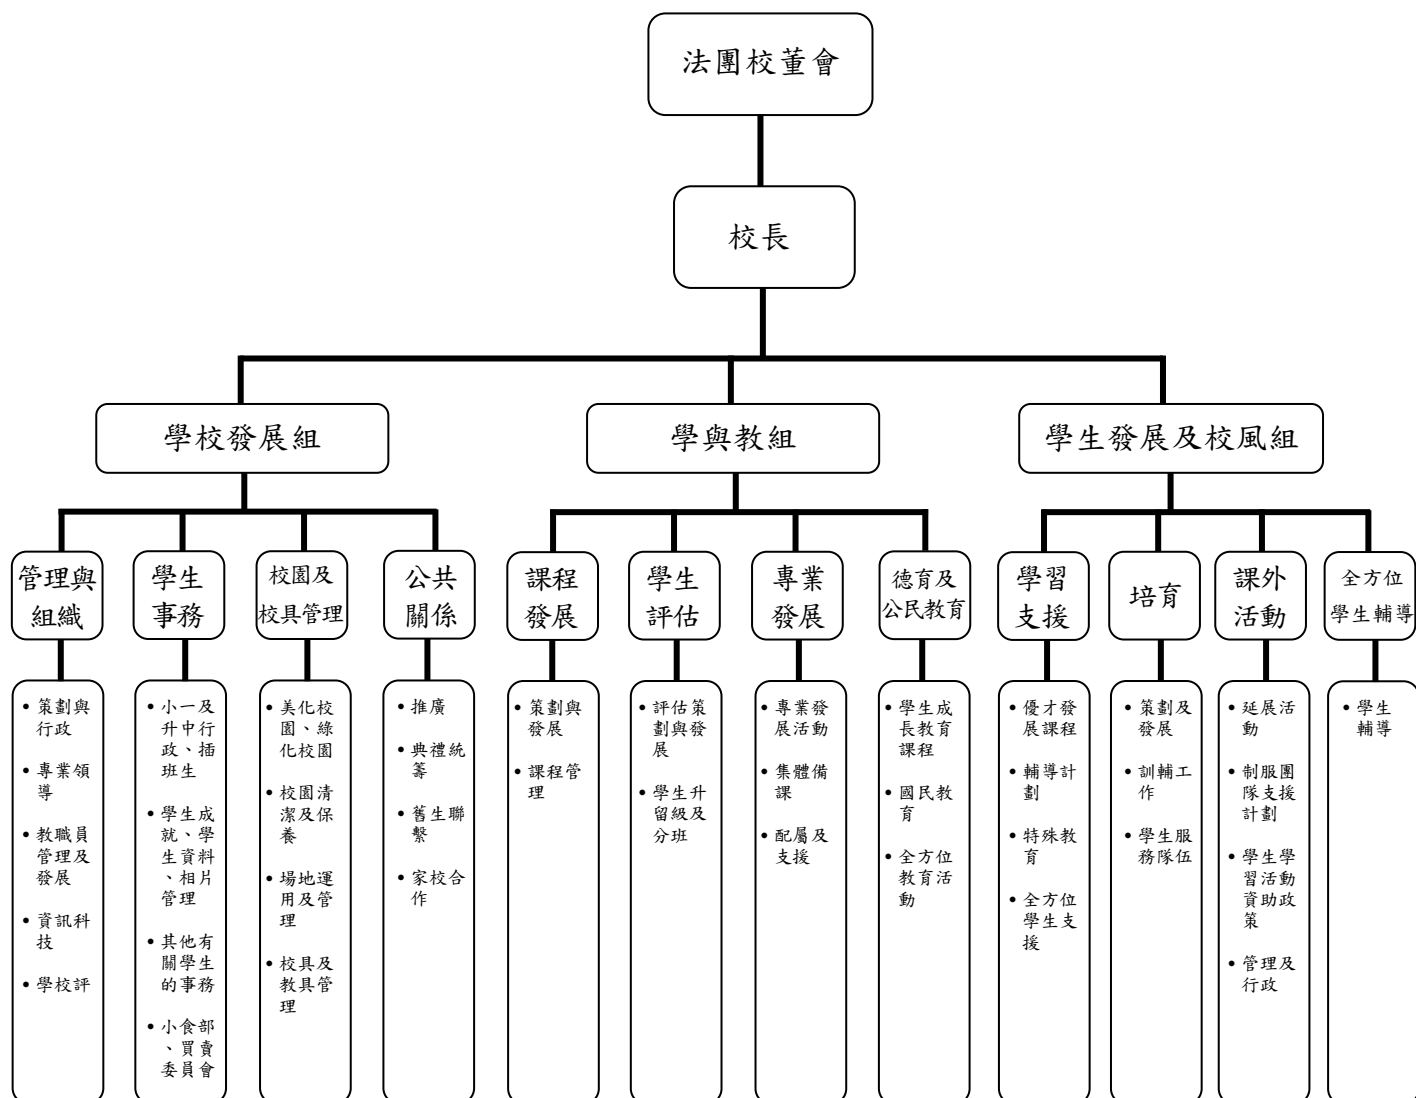 法團校董會
校長
學校發展組
學與教組
學生發展及校風組
管理與
組織
學生
事務
校園及
校具管理
公共
關係
課程
發展
學生
評估
專業
發展
德育及
公民教育
學習
支援
培育
課外
活動
全方位
學生輔導
• 策劃與
行政
• 專業領
導
• 教職員
管理及
發展
• 資訊科
技
• 學校評
• 小一及
升中行
政、插
班生
• 學生成
就、學
生資料
、相片
管理
• 其他有
關學生
的事務
• 小食部
、買賣
委員會
• 美化校
園、綠
化校園
• 校園清
潔及保
養
• 場地運
用及管
理
• 校具及
教具管
理
• 推廣
• 典禮統
籌
• 舊生聯
繫
• 家校合
作
• 策劃與
發展
• 課程管
理
• 評估策
劃與發
展
• 學生升
留級及
分班
• 專業發
展活動
• 集體備
課
• 配屬及
支援
• 學生成
長教育
課程
• 國民教
育
• 全方位
教育活
動
• 優才發
展課程
• 輔導計
劃
• 特殊教
育
• 全方位
學生支
援
• 策劃及
發展
• 訓輔工
作
• 學生服
務隊伍
• 延展活
動
• 制服團
隊支援
計劃
• 學生學
習活動
資助政
策
• 管理及
行政
• 學生
輔導